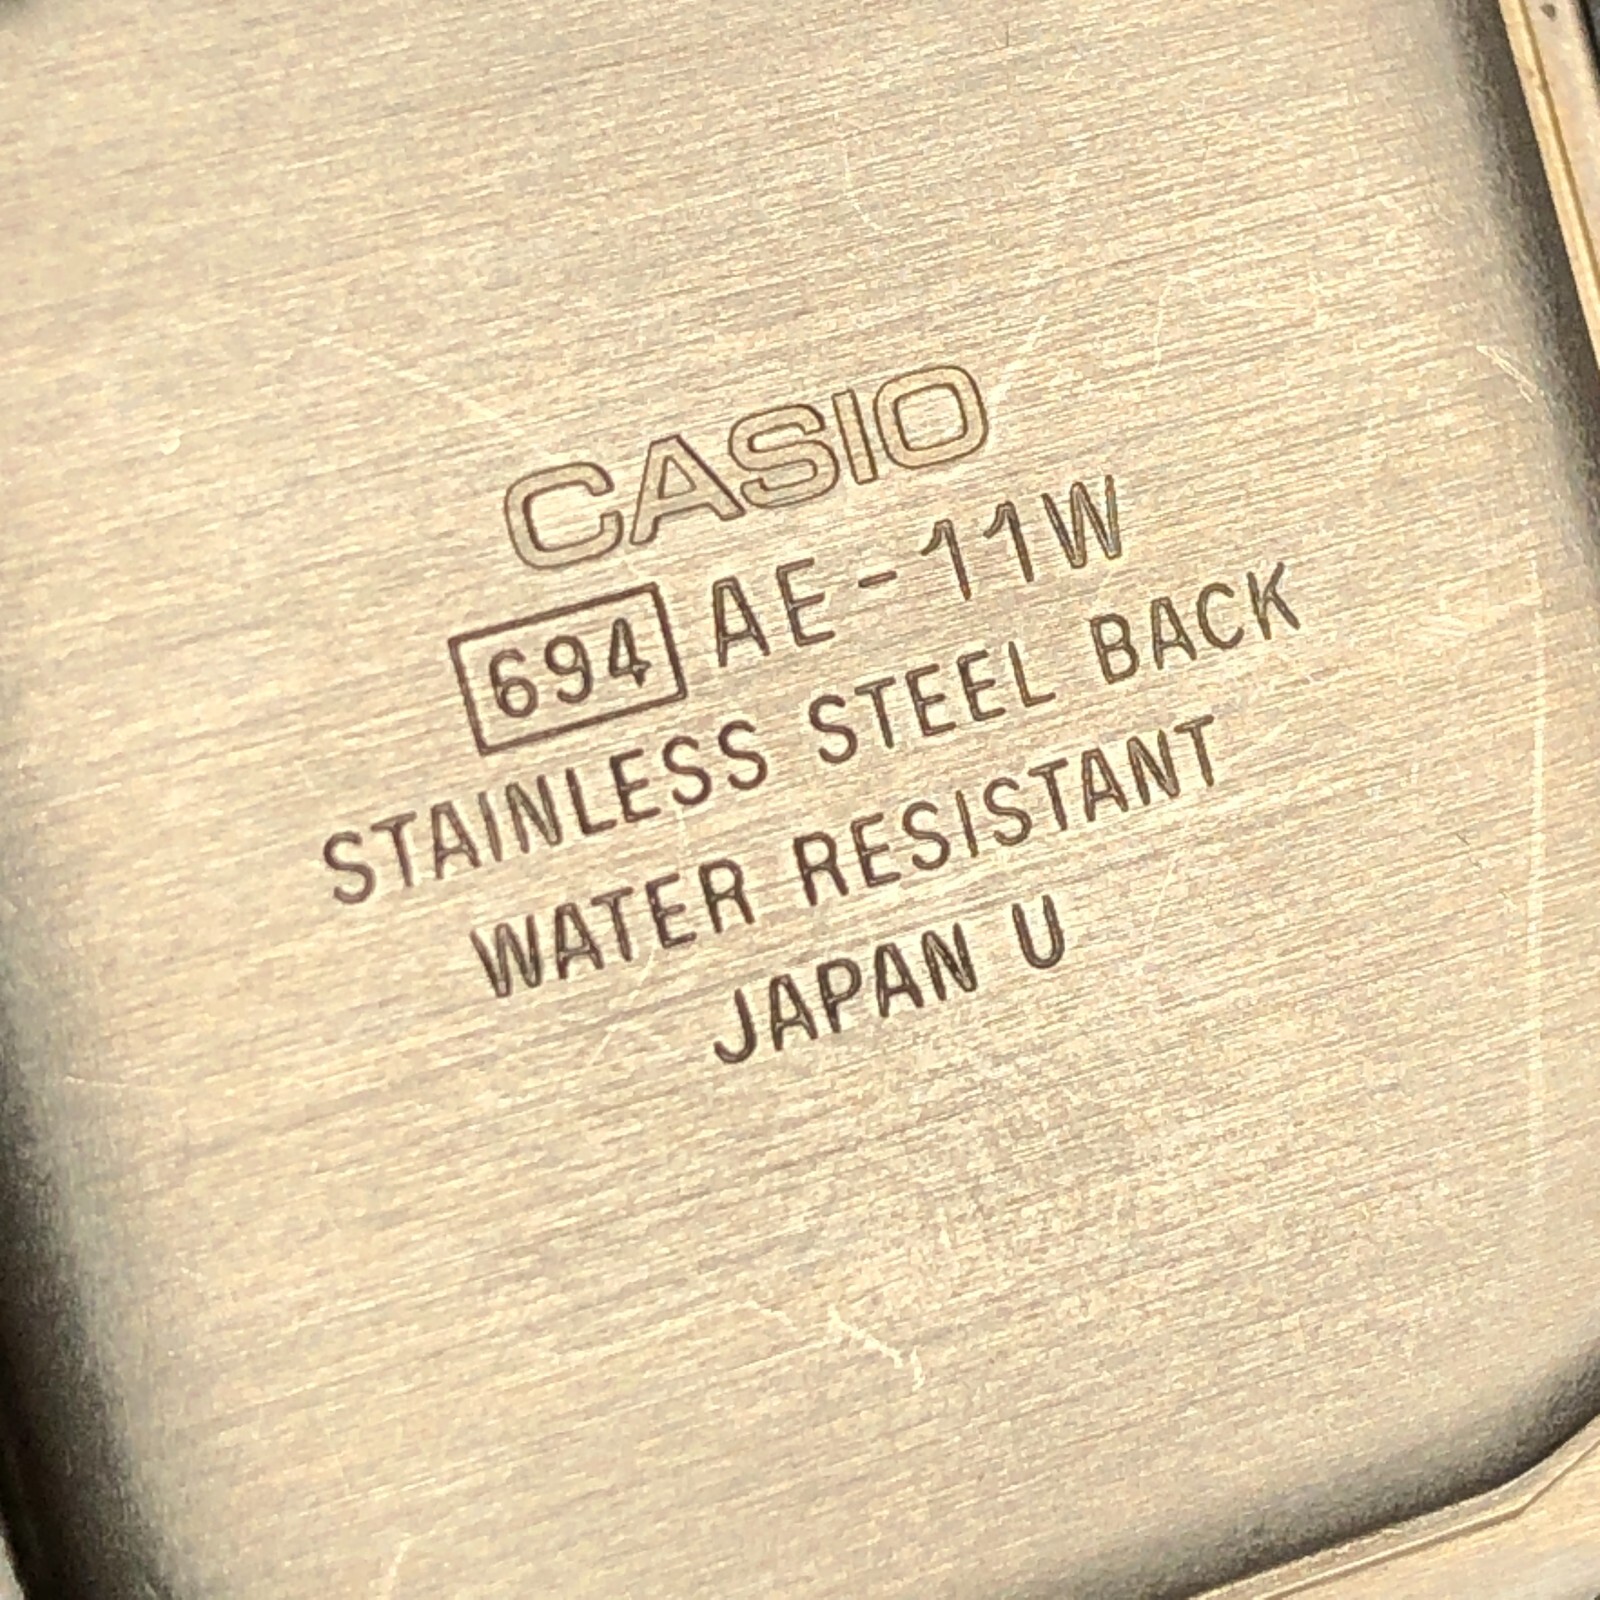 CASIO
694 AE-11W
STAINLESS STEEL BACK
WATER RESISTANT
JAPAN U